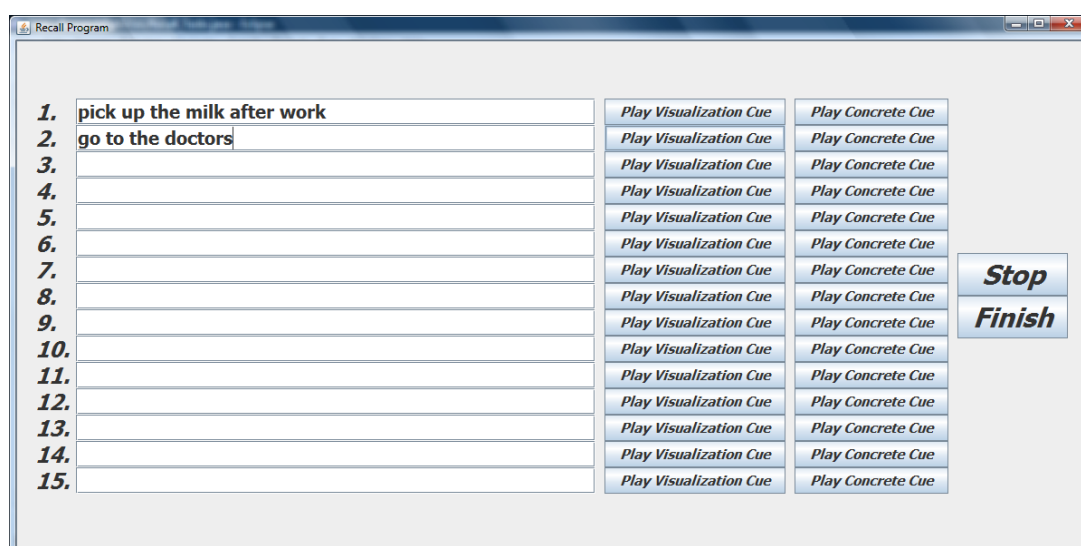 Recall Program
1. pick up the milk after work Play Visualization Cue Play Concrete Cue
2. go to the doctors Play Visualization Cue Play Concrete Cue
3. Play Visualization Cue Play Concrete Cue
4. Play Visualization Cue Play Concrete Cue
5. Play Visualization Cue Play Concrete Cue
6. Play Visualization Cue Play Concrete Cue
7. Play Visualization Cue Play Concrete Cue
Stop
8. Play Visualization Cue Play Concrete Cue
9. Play Visualization Cue Play Concrete Cue
Finish
10. Play Visualization Cue Play Concrete Cue
11. Play Visualization Cue Play Concrete Cue
12. Play Visualization Cue Play Concrete Cue
13. Play Visualization Cue Play Concrete Cue
14. Play Visualization Cue Play Concrete Cue
15. Play Visualization Cue Play Concrete Cue